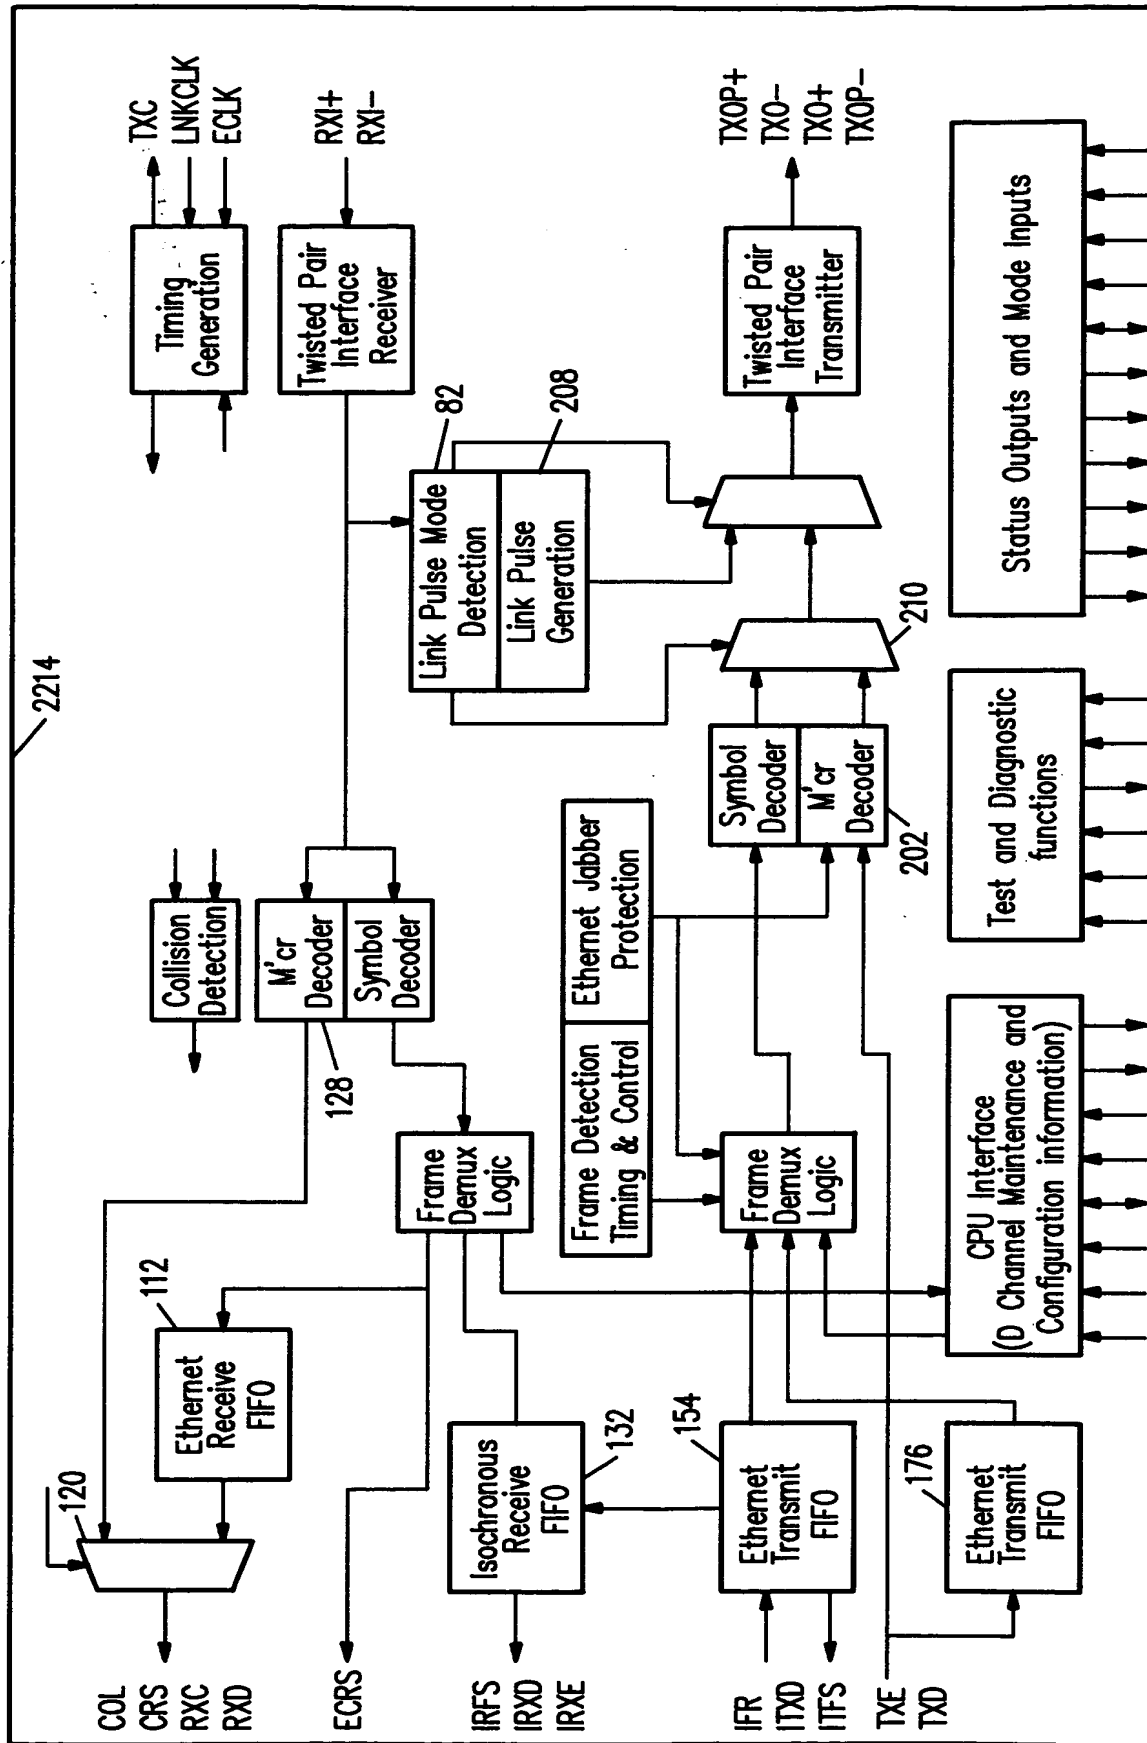 2214
TXC
LNKCLK
ECLK
Timing
Generation
RXI+
RXI−
Twisted Pair
Interface
Receiver
Collision
Detection
M'cr
Decoder
Symbol
Decoder
128
120
COL
CRS
RXC
RXD
112
Ethernet
Receive
FIFO
ECRS
Frame
Demux
Logic
82
Link Pulse Mode
Detection
208
Link Pulse
Generation
132
Isochronous
Receive
FIFO
IRFS
IRXD
IRXE
Frame Detection
Timing & Control
Ethernet Jabber
Protection
154
Ethernet
Transmit
FIFO
IFR
ITXD
ITFS
Frame
Demux
Logic
Symbol
Decoder
M'cr
Decoder
202
210
Twisted Pair
Interface
Transmitter
TXOP+
TXO−
TXO+
TXOP−
TXE
TXD
176
Ethernet
Transmit
FIFO
CPU Interface
(D Channel Maintenance and
Configuration information)
Test and Diagnostic
functions
Status Outputs and Mode Inputs